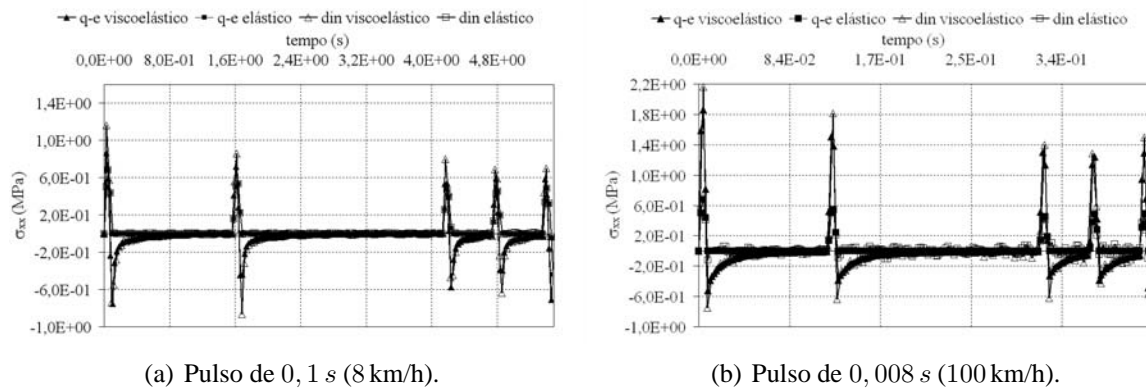 q-e viscoelástico q-e elástico din viscoelástico din elástico
tempo (s)
0,0E+00 8,0E-01 1,6E+00 2,4E+00 3,2E+00 4,0E+00 4,8E+00
1,4E+00
1,0E+00
6,0E-01
2,0E-01
-2,0E-01
-6,0E-01
-1,0E+00
σxx (MPa)
(a) Pulso de 0, 1 s (8 km/h).
q-e viscoelástico q-e elástico din viscoelástico din elástico
tempo (s)
0,0E+00 8,4E-02 1,7E-01 2,5E-01 3,4E-01
2,2E+00
1,8E+00
1,4E+00
1,0E+00
6,0E-01
2,0E-01
-2,0E-01
-6,0E-01
-1,0E+00
σxx (MPa)
(b) Pulso de 0, 008 s (100 km/h).